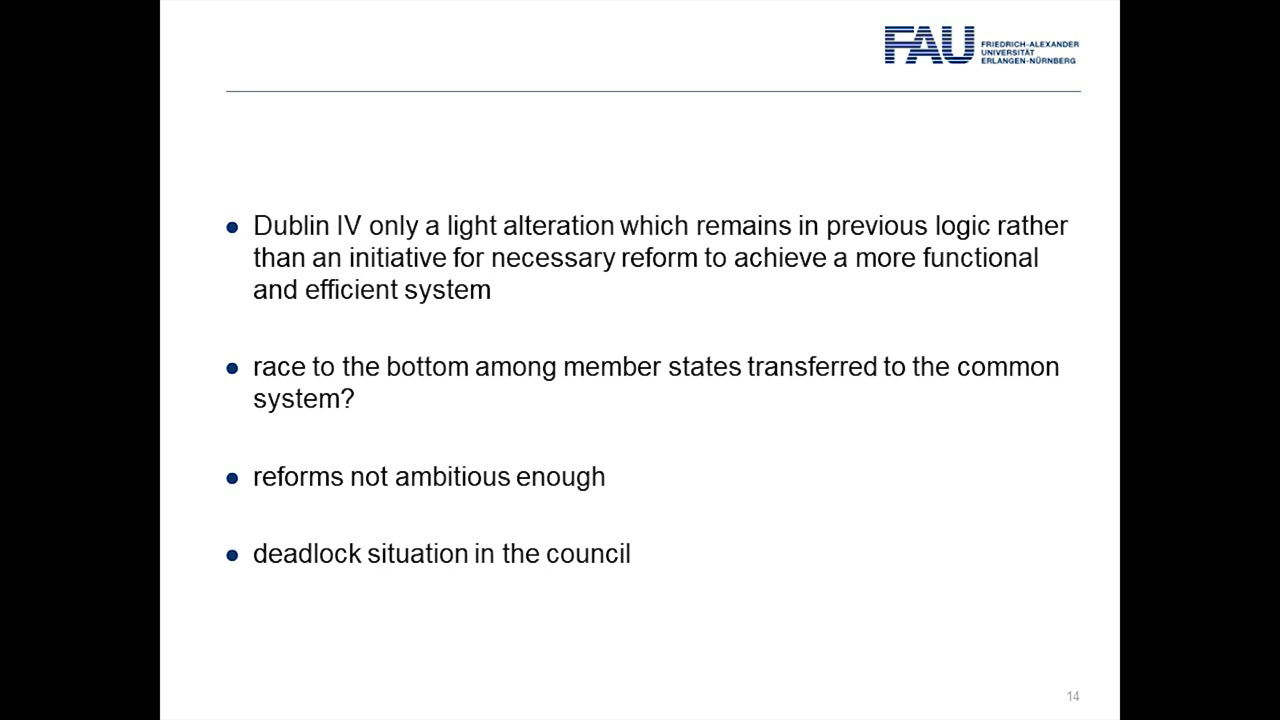 FAU FRIEDRICH-ALEXANDER
UNIVERSITÄT
ERLANGEN-NÜRNBERG
● Dublin IV only a light alteration which remains in previous logic rather
than an initiative for necessary reform to achieve a more functional
and efficient system
● race to the bottom among member states transferred to the common
system?
● reforms not ambitious enough
● deadlock situation in the council
14